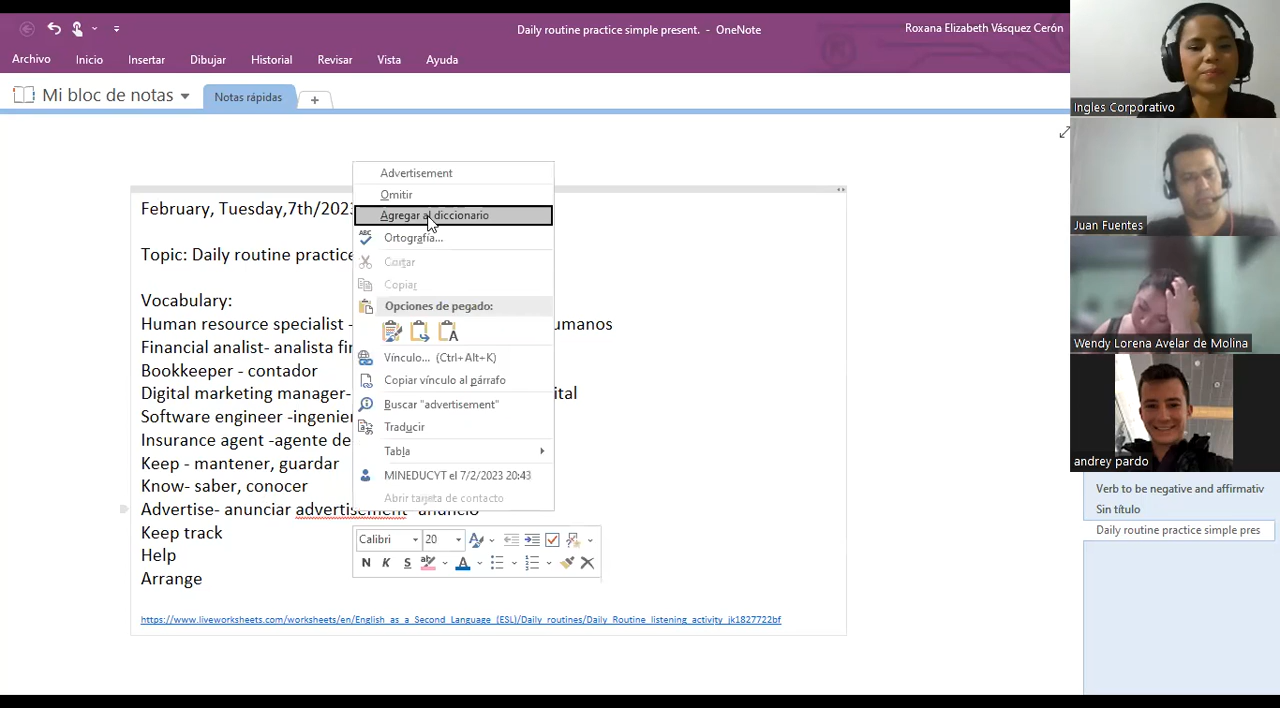 Daily routine practice simple present. - OneNote
Roxana Elizabeth Vásquez Cerón
Archivo Inicio Insertar Dibujar Historial Revisar Vista Ayuda
Mi bloc de notas
Notas rápidas
February, Tuesday,7th/2023
Topic: Daily routine practice
Vocabulary:
Human resource specialist - umanos
Financial analist- analista fi
Bookkeeper - contador
Digital marketing manager- tal
Software engineer -ingenie
Insurance agent -agente de
Keep - mantener, guardar
Know- saber, conocer
Advertise- anunciar advertisement -anuncio
Keep track
Help
Arrange
https://www.liveworksheets.com/worksheets/en/English_as_a_Second_Language_(ESL)/Daily_routines/Daily_Routine_listening_activity_jk1827722bf
Advertisement
Omitir
Agregar al diccionario
ABC
Ortografía...
Cortar
Copiar
Opciones de pegado:
A
Vínculo... (Ctrl+Alt+K)
Copiar vínculo al párrafo
Buscar "advertisement"
Traducir
Tabla
MINEDUCYT el 7/2/2023 20:43
Abrir tarjeta de contacto
Calibri 20
N K S ab A
Ingles Corporativo
Juan Fuentes
Wendy Lorena Avelar de Molina
andrey pardo
Verb to be negative and affirmativ
Sin título
Daily routine practice simple pres